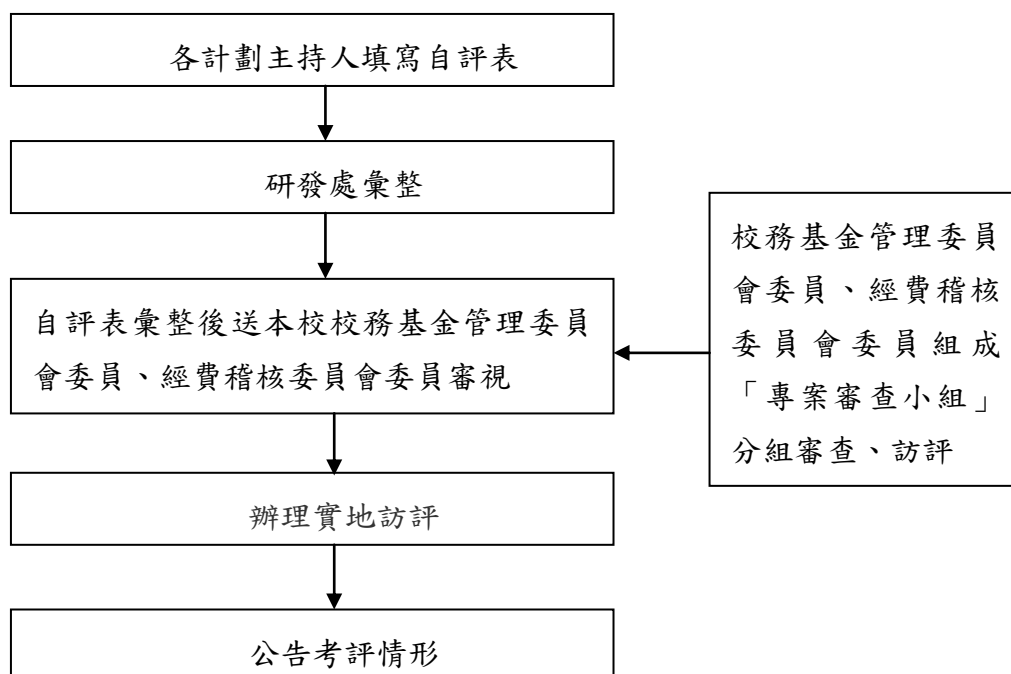 各計劃主持人填寫自評表
研發處彙整
自評表彙整後送本校校務基金管理委員
會委員、經費稽核委員會委員審視
校務基金管理委員
會委員、經費稽核
委員會委員組成
「專案審查小組」
分組審查、訪評
辦理實地訪評
公告考評情形